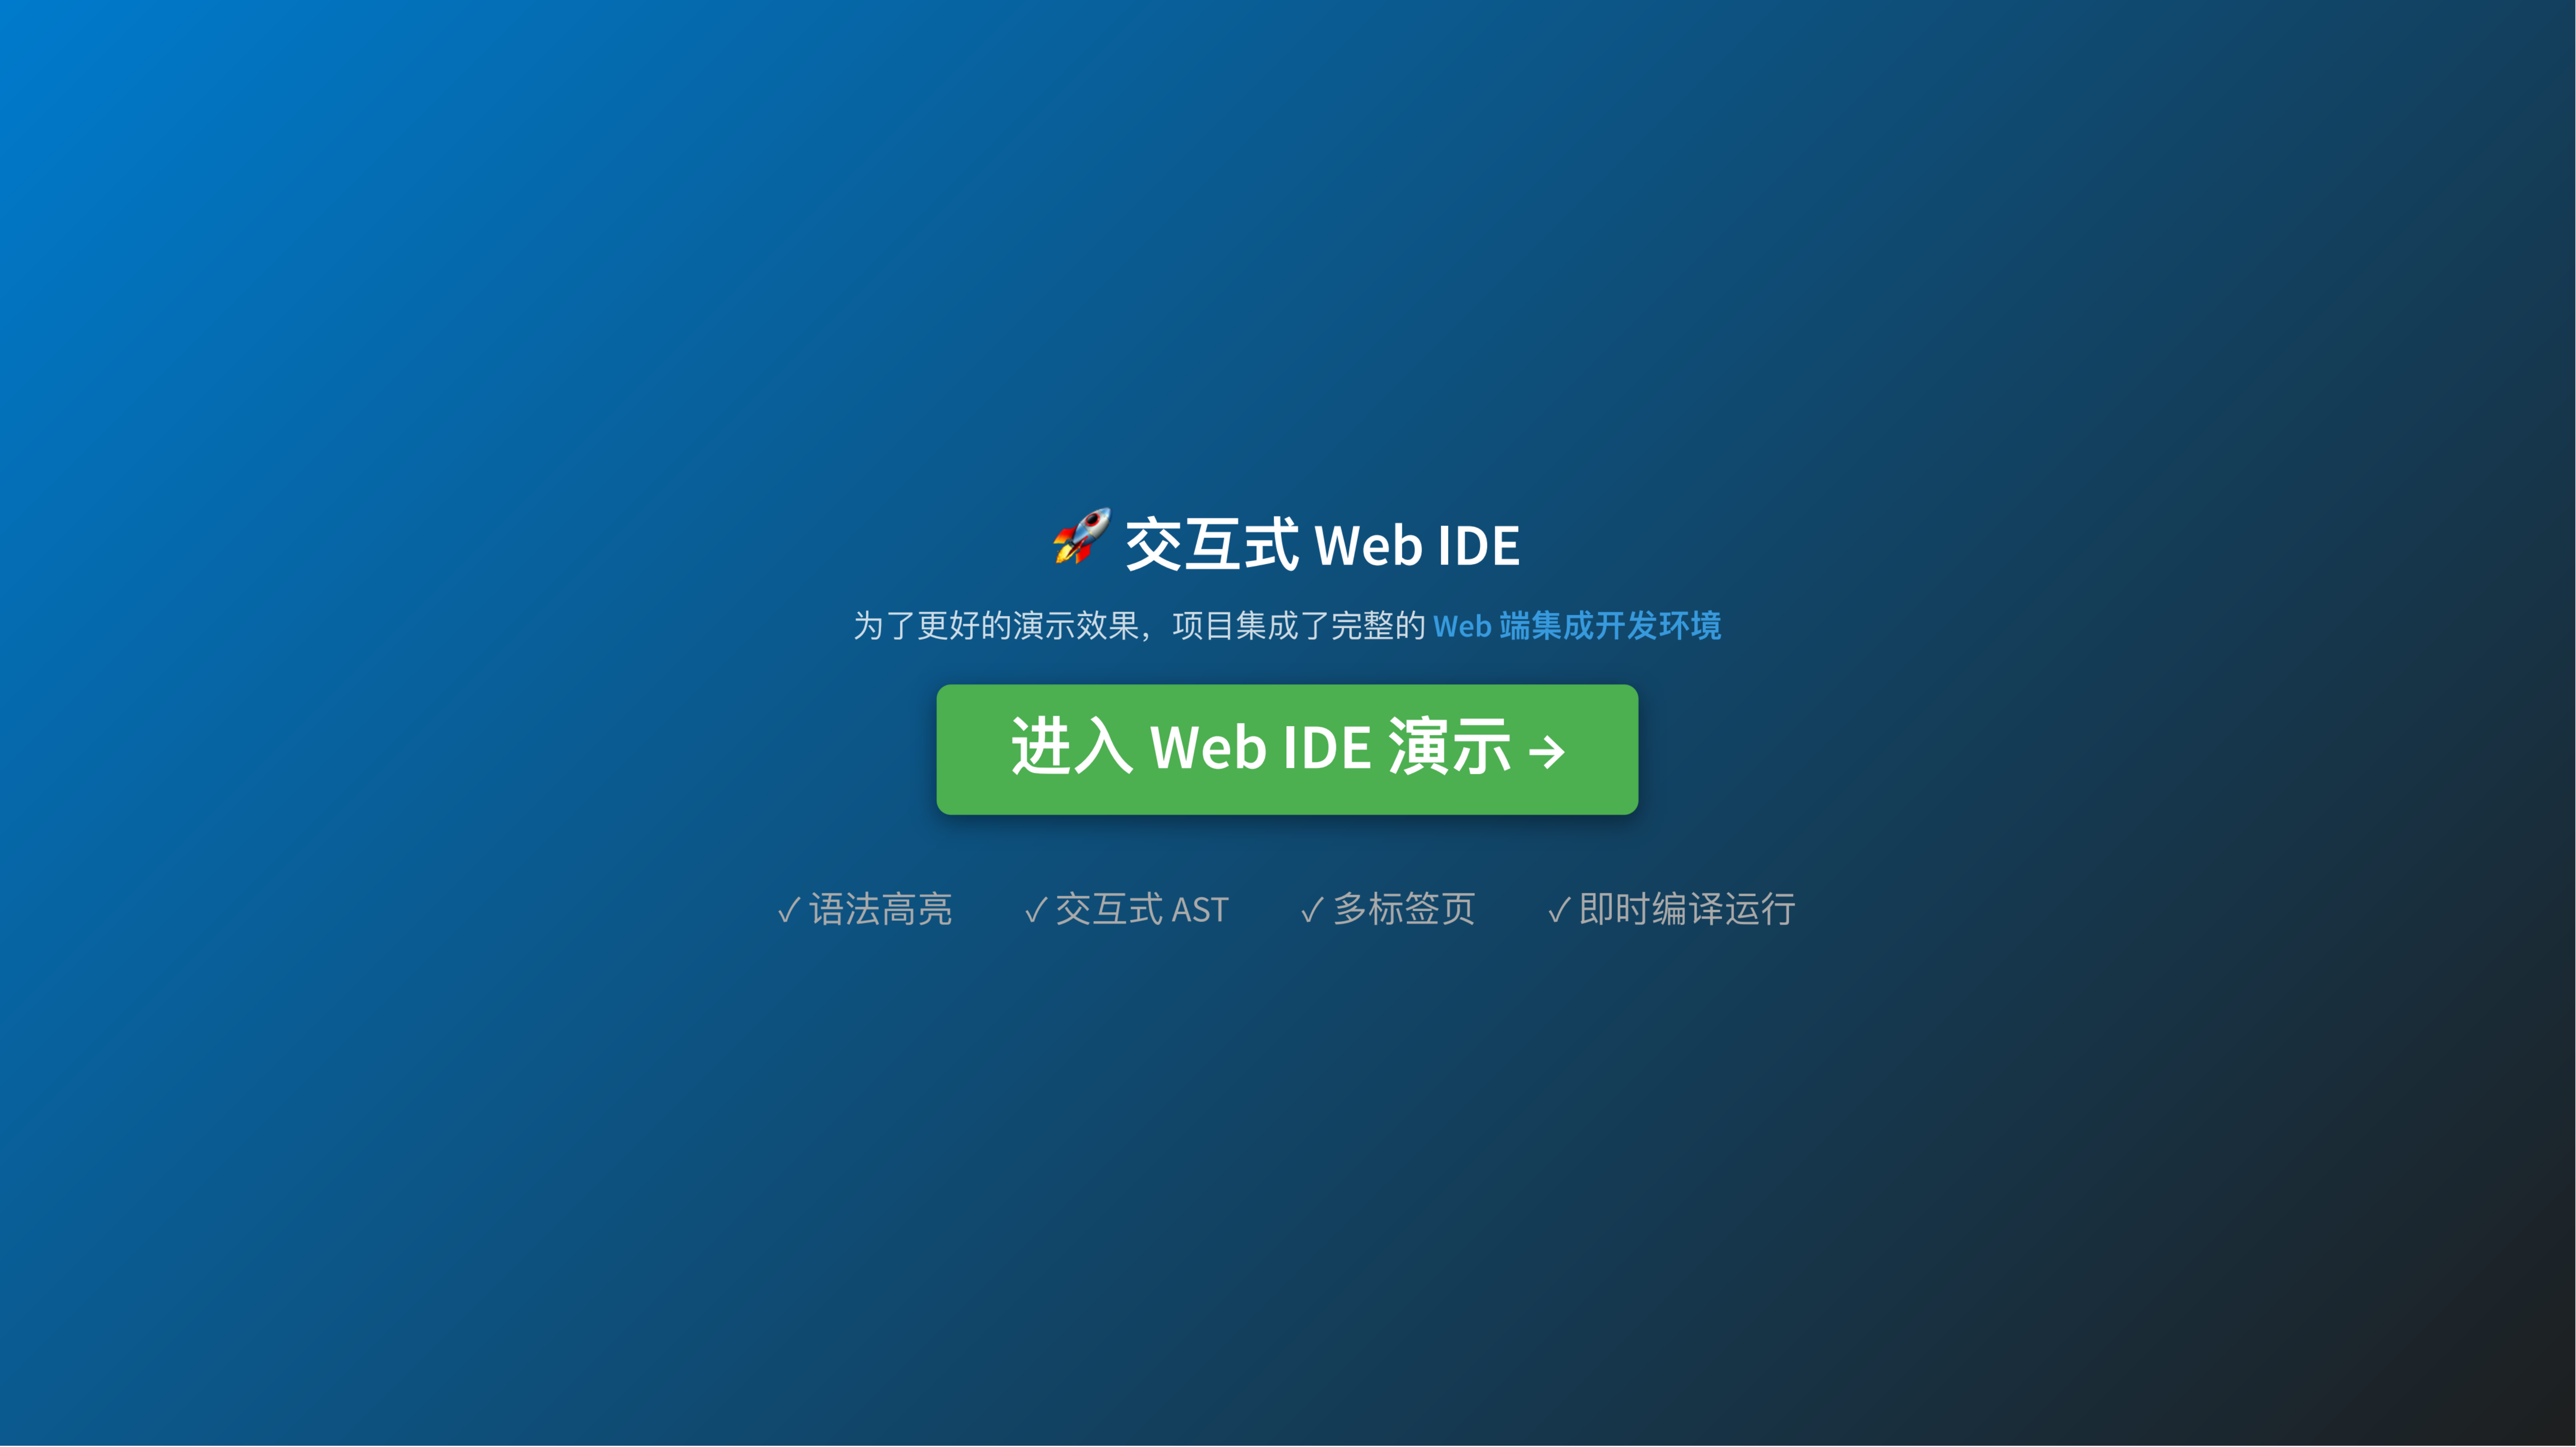 🚀 交互式 Web IDE
为了更好的演示效果，项目集成了完整的 Web 端集成开发环境
进入 Web IDE 演示 →
✓ 语法高亮 ✓ 交互式 AST ✓ 多标签页 ✓ 即时编译运行